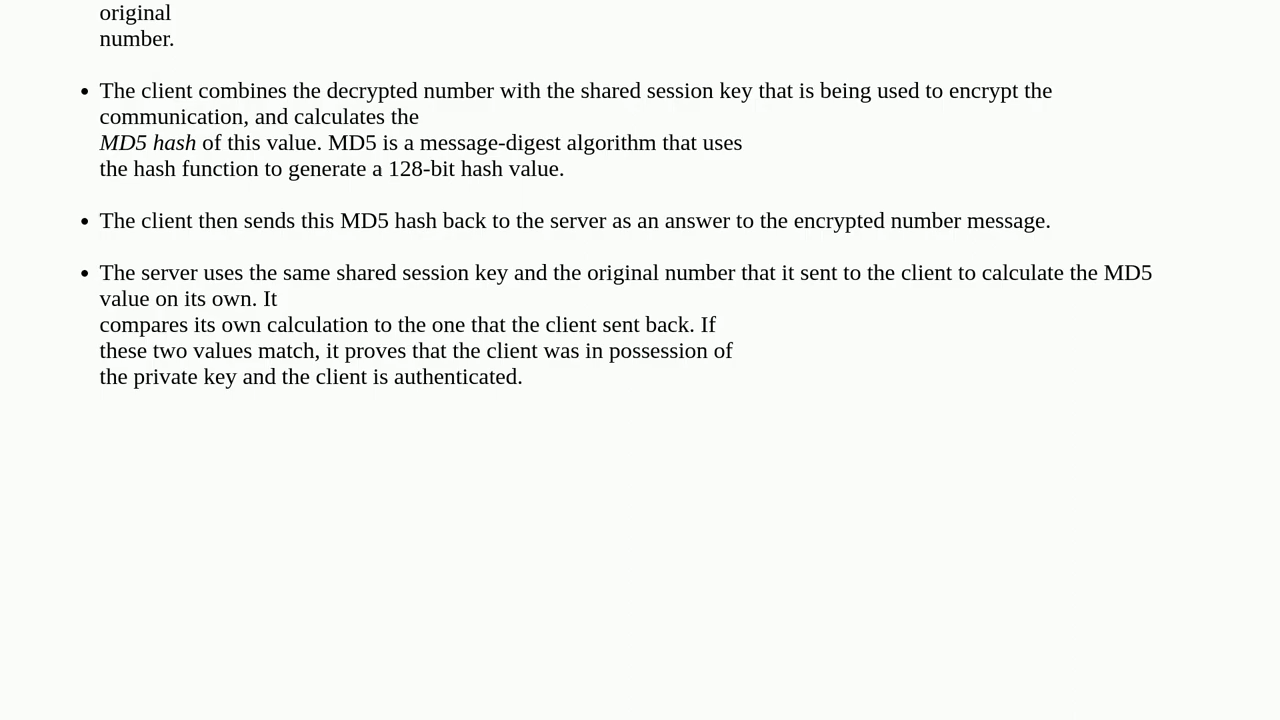 original
number.
• The client combines the decrypted number with the shared session key that is being used to encrypt the
communication, and calculates the
MD5 hash of this value. MD5 is a message-digest algorithm that uses
the hash function to generate a 128-bit hash value.
• The client then sends this MD5 hash back to the server as an answer to the encrypted number message.
• The server uses the same shared session key and the original number that it sent to the client to calculate the MD5
value on its own. It
compares its own calculation to the one that the client sent back. If
these two values match, it proves that the client was in possession of
the private key and the client is authenticated.